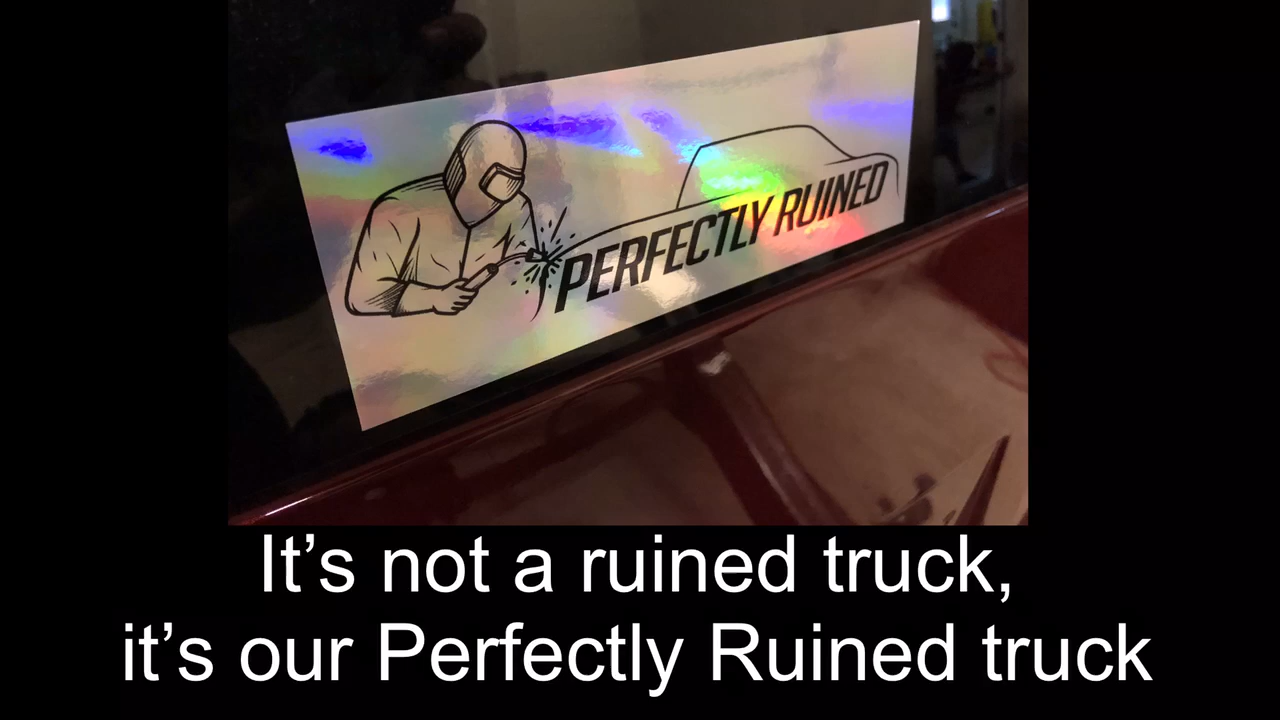 PERFECTLY RUINED
It’s not a ruined truck,
it’s our Perfectly Ruined truck